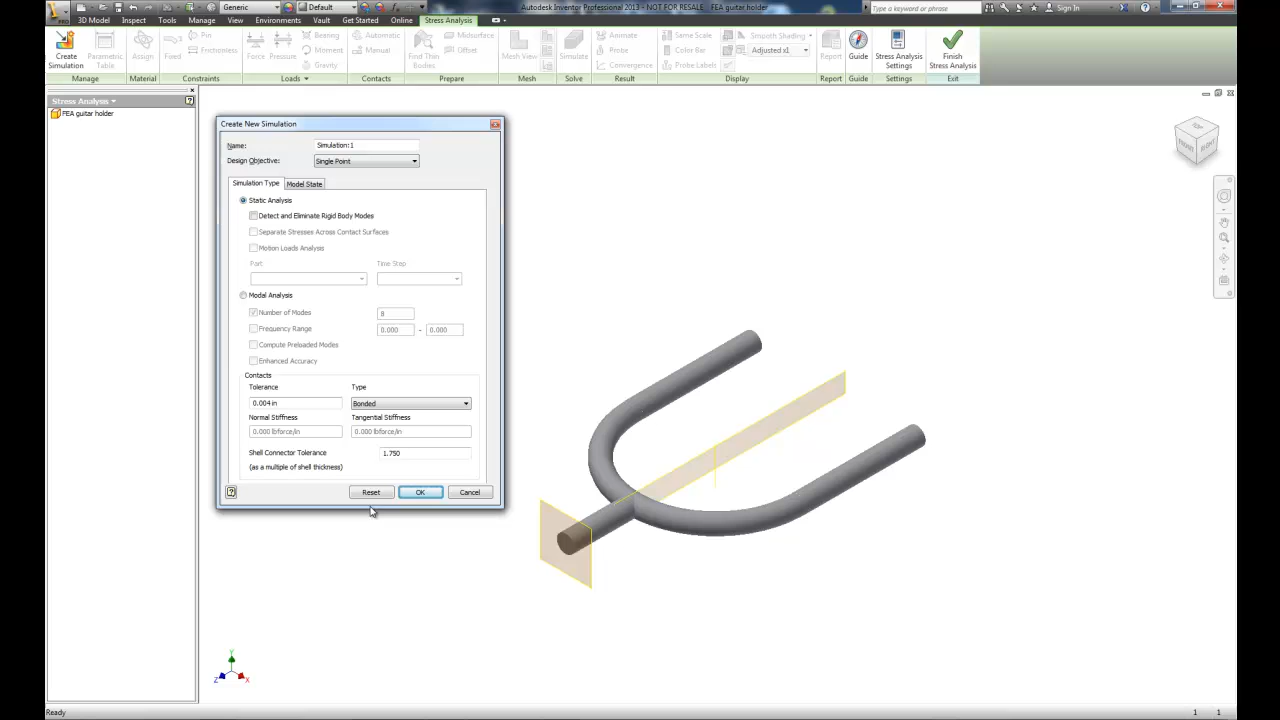 Generic
Default
Autodesk Inventor Professional 2013 - NOT FOR RESALE - FEA guitar holder
Type a keyword or phrase
Sign In
PRO
3D Model Inspect Tools Manage View Environments Vault Get Started Online Stress Analysis
Create Simulation
Parametric Table
Assign
Fixed
Pin
Frictionless
Force
Pressure
Bearing
Moment
Gravity
Automatic
Manual
Find Thin Bodies
Midsurface
Offset
Mesh View
Simulate
Animate
Probe
Convergence
Same Scale
Color Bar
Probe Labels
Smooth Shading
Adjusted x1
Report
Guide
Stress Analysis Settings
Finish Stress Analysis
Manage Material Constraints Loads Contacts Prepare Mesh Solve Result Display Report Guide Settings Exit
Stress Analysis
FEA guitar holder
Create New Simulation
Name: Simulation:1
Design Objective: Single Point
Simulation Type Model State
Static Analysis
Detect and Eliminate Rigid Body Modes
Separate Stresses Across Contact Surfaces
Motion Loads Analysis
Part Time Step
Modal Analysis
Number of Modes 8
Frequency Range 0.000 - 0.000
Compute Preloaded Modes
Enhanced Accuracy
Contacts
Tolerance Type
0.004 in Bonded
Normal Stiffness Tangential Stiffness
0.000 lbforce/in 0.000 lbforce/in
Shell Connector Tolerance 1.750
(as a multiple of shell thickness)
Reset OK Cancel
TOP
FRONT RIGHT
Y
Z X
Ready 1 1